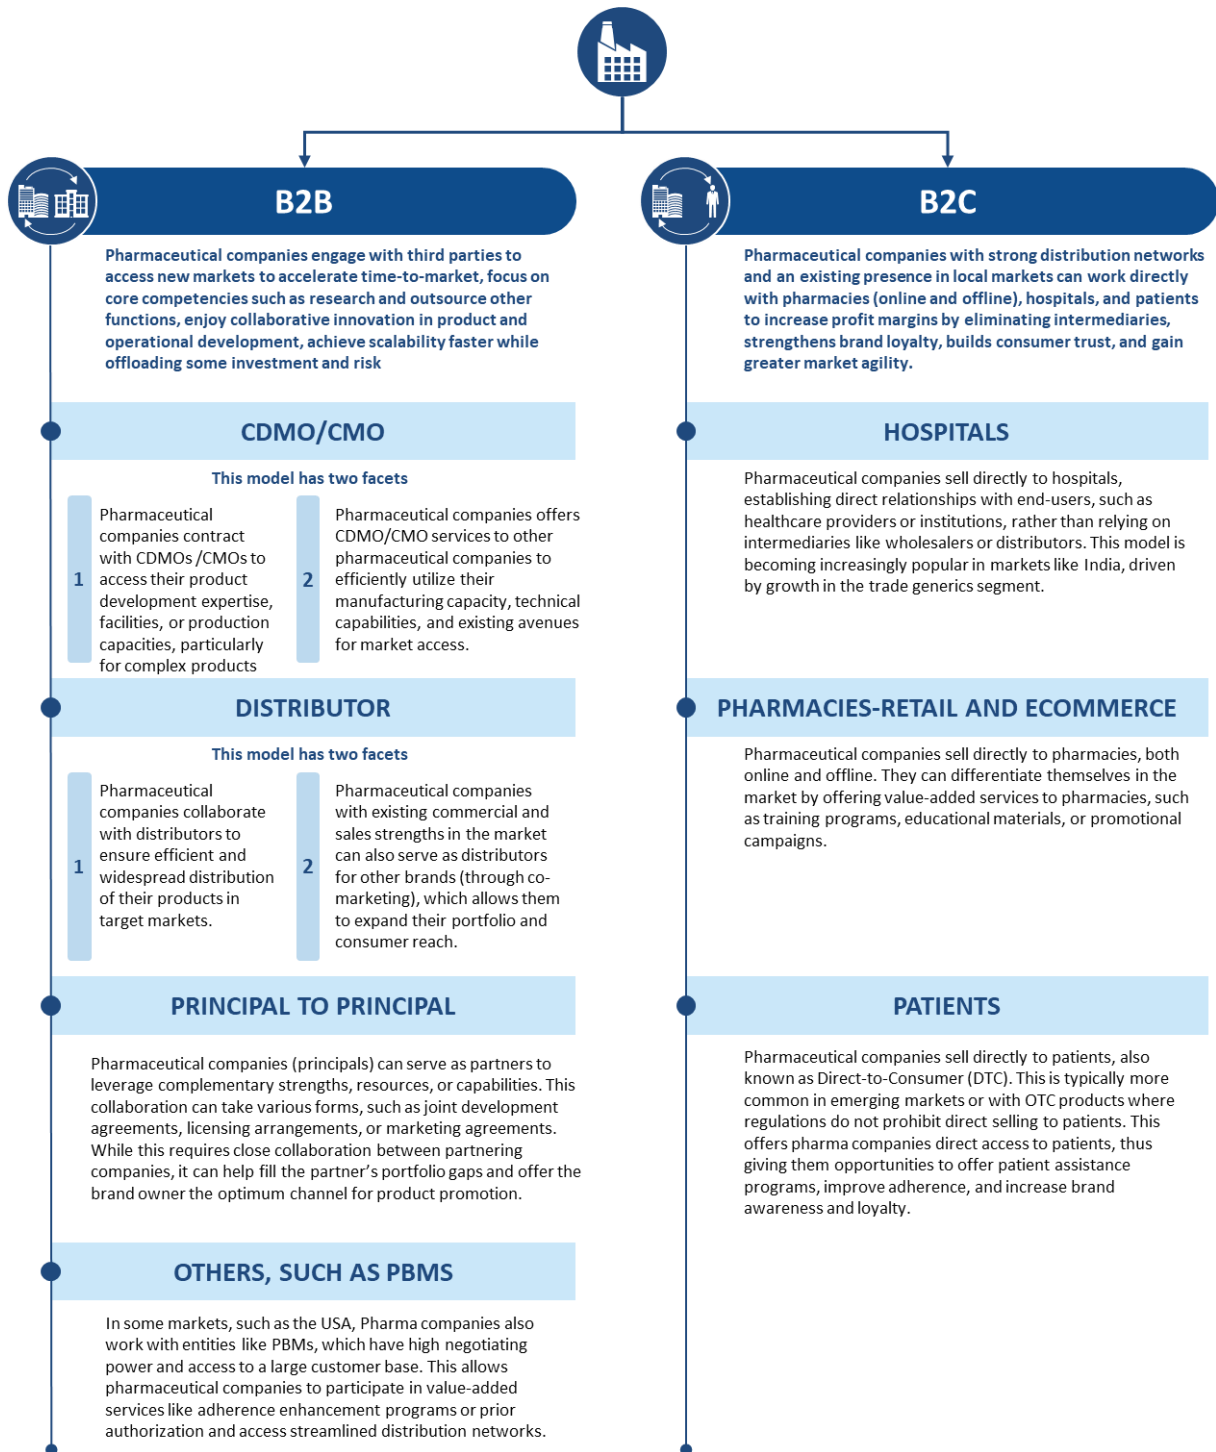 B2B
Pharmaceutical companies engage with third parties to
access new markets to accelerate time-to-market, focus on
core competencies such as research and outsource other
functions, enjoy collaborative innovation in product and
operational development, achieve scalability faster while
offloading some investment and risk
CDMO/CMO
This model has two facets
1
Pharmaceutical
companies contract
with CDMOs /CMOs to
access their product
development expertise,
facilities, or production
capacities, particularly
for complex products
2
Pharmaceutical companies offers
CDMO/CMO services to other
pharmaceutical companies to
efficiently utilize their
manufacturing capacity, technical
capabilities, and existing avenues
for market access.
DISTRIBUTOR
This model has two facets
1
Pharmaceutical
companies collaborate
with distributors to
ensure efficient and
widespread distribution
of their products in
target markets.
2
Pharmaceutical companies
with existing commercial and
sales strengths in the market
can also serve as distributors
for other brands (through co-
marketing), which allows them
to expand their portfolio and
consumer reach.
PRINCIPAL TO PRINCIPAL
Pharmaceutical companies (principals) can serve as partners to
leverage complementary strengths, resources, or capabilities. This
collaboration can take various forms, such as joint development
agreements, licensing arrangements, or marketing agreements.
While this requires close collaboration between partnering
companies, it can help fill the partner's portfolio gaps and offer the
brand owner the optimum channel for product promotion.
OTHERS, SUCH AS PBMS
In some markets, such as the USA, Pharma companies also
work with entities like PBMs, which have high negotiating
power and access to a large customer base. This allows
pharmaceutical companies to participate in value-added
services like adherence enhancement programs or prior
authorization and access streamlined distribution networks.
B2C
Pharmaceutical companies with strong distribution networks
and an existing presence in local markets can work directly
with pharmacies (online and offline), hospitals, and patients
to increase profit margins by eliminating intermediaries,
strengthens brand loyalty, builds consumer trust, and gain
greater market agility.
HOSPITALS
Pharmaceutical companies sell directly to hospitals,
establishing direct relationships with end-users, such as
healthcare providers or institutions, rather than relying on
intermediaries like wholesalers or distributors. This model is
becoming increasingly popular in markets like India, driven
by growth in the trade generics segment.
PHARMACIES-RETAIL AND ECOMMERCE
Pharmaceutical companies sell directly to pharmacies, both
online and offline. They can differentiate themselves in the
market by offering value-added services to pharmacies, such
as training programs, educational materials, or promotional
campaigns.
PATIENTS
Pharmaceutical companies sell directly to patients, also
known as Direct-to-Consumer (DTC). This is typically more
common in emerging markets or with OTC products where
regulations do not prohibit direct selling to patients. This
offers pharma companies direct access to patients, thus
giving them opportunities to offer patient assistance
programs, improve adherence, and increase brand
awareness and loyalty.